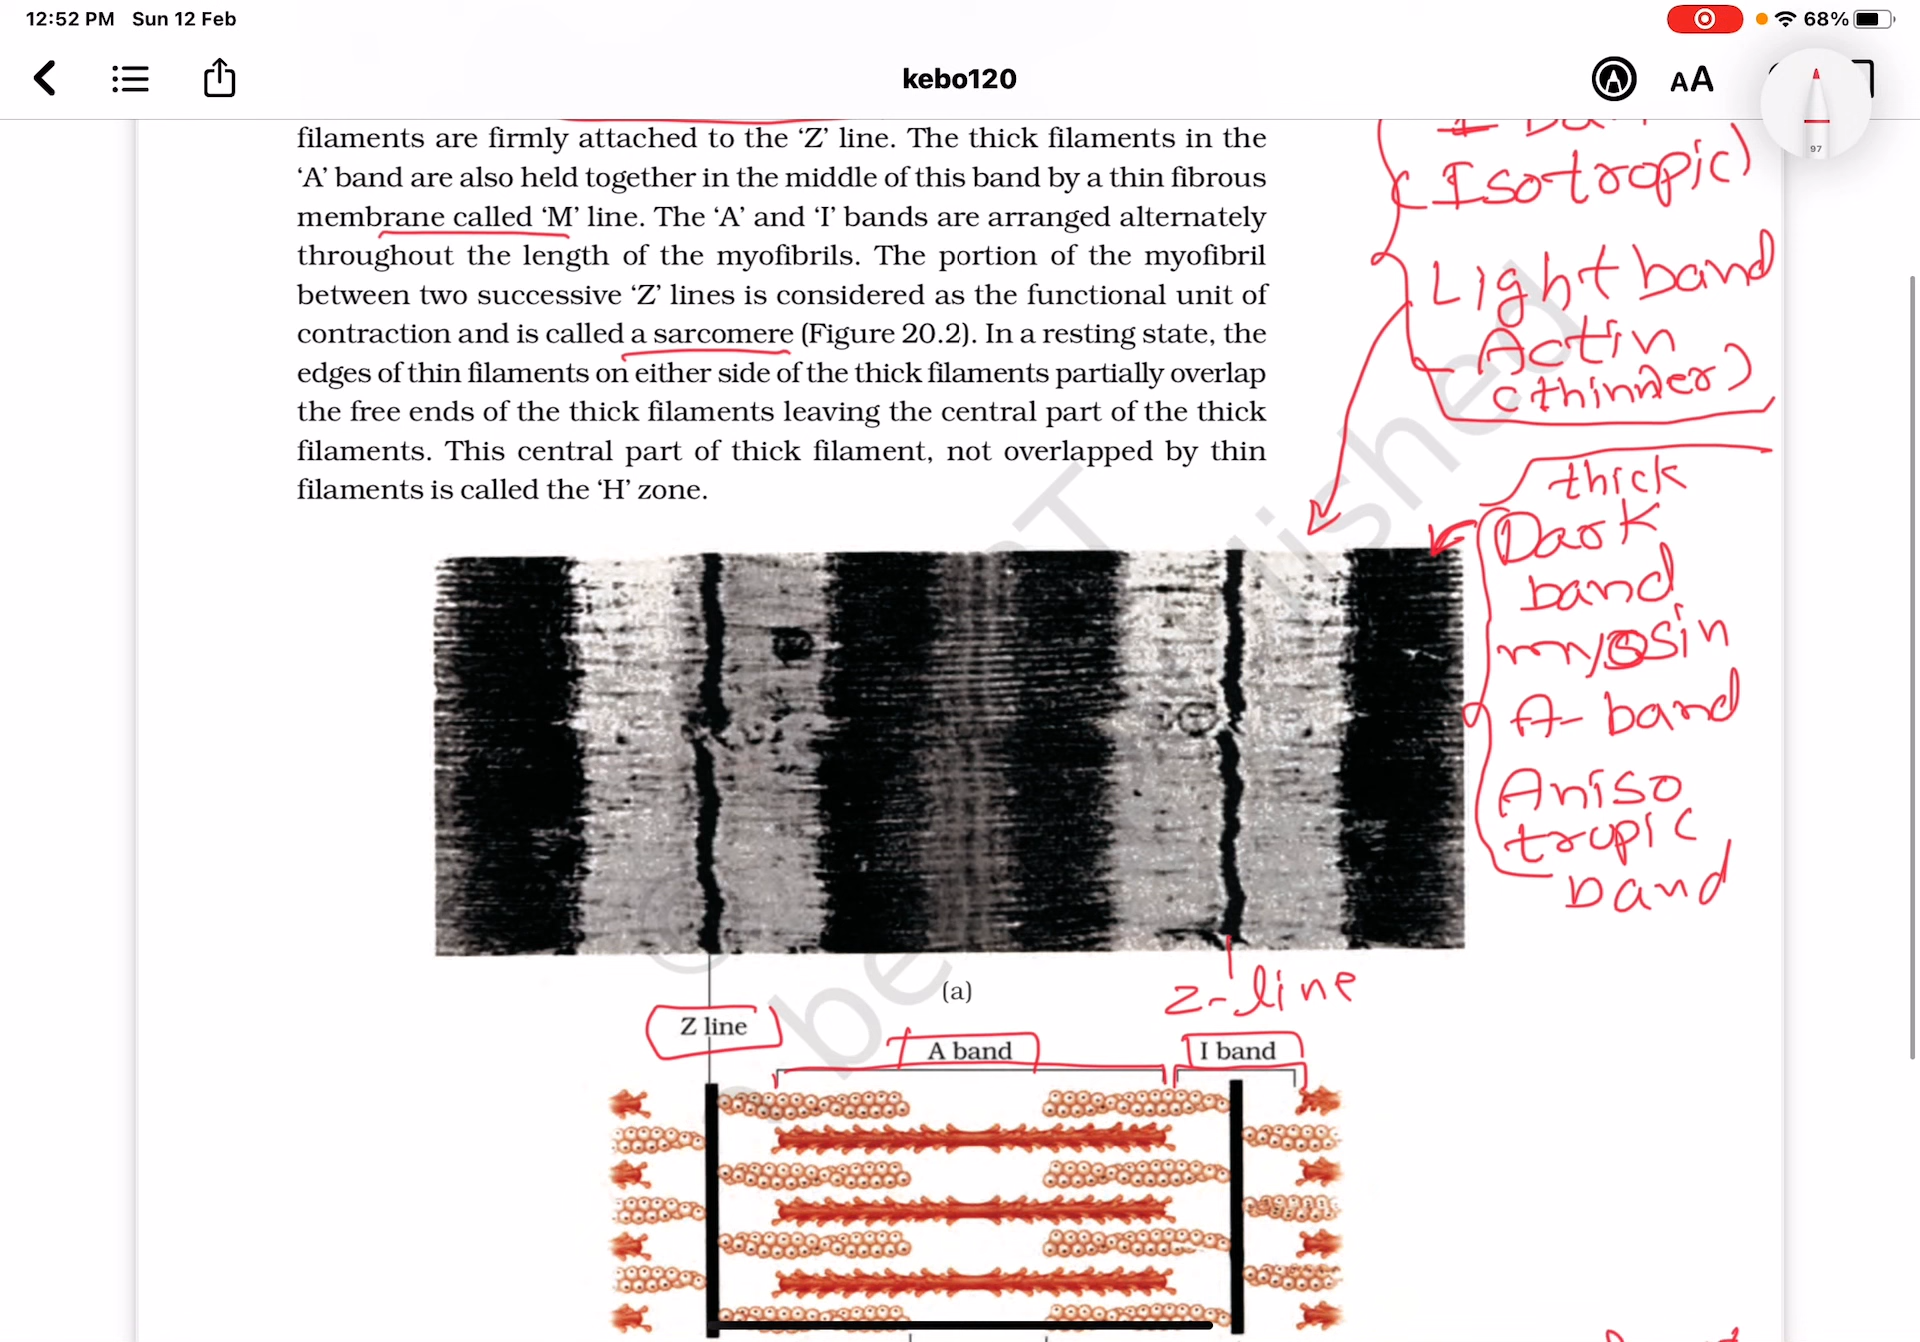 12:52 PM Sun 12 Feb
68%
kebo120
AA
97
filaments are firmly attached to the ‘Z’ line. The thick filaments in the
‘A’ band are also held together in the middle of this band by a thin fibrous
membrane called ‘M’ line. The ‘A’ and ‘I’ bands are arranged alternately
throughout the length of the myofibrils. The portion of the myofibril
between two successive ‘Z’ lines is considered as the functional unit of
contraction and is called a sarcomere (Figure 20.2). In a resting state, the
edges of thin filaments on either side of the thick filaments partially overlap
the free ends of the thick filaments leaving the central part of the thick
filaments. This central part of thick filament, not overlapped by thin
filaments is called the ‘H’ zone.
(Isotropic)
Light band
Actin
(thinner)
thick
Dark
band
myosin
A- band
Aniso
tropic
band
(a)
Z-line
Z line
A band
I band
be